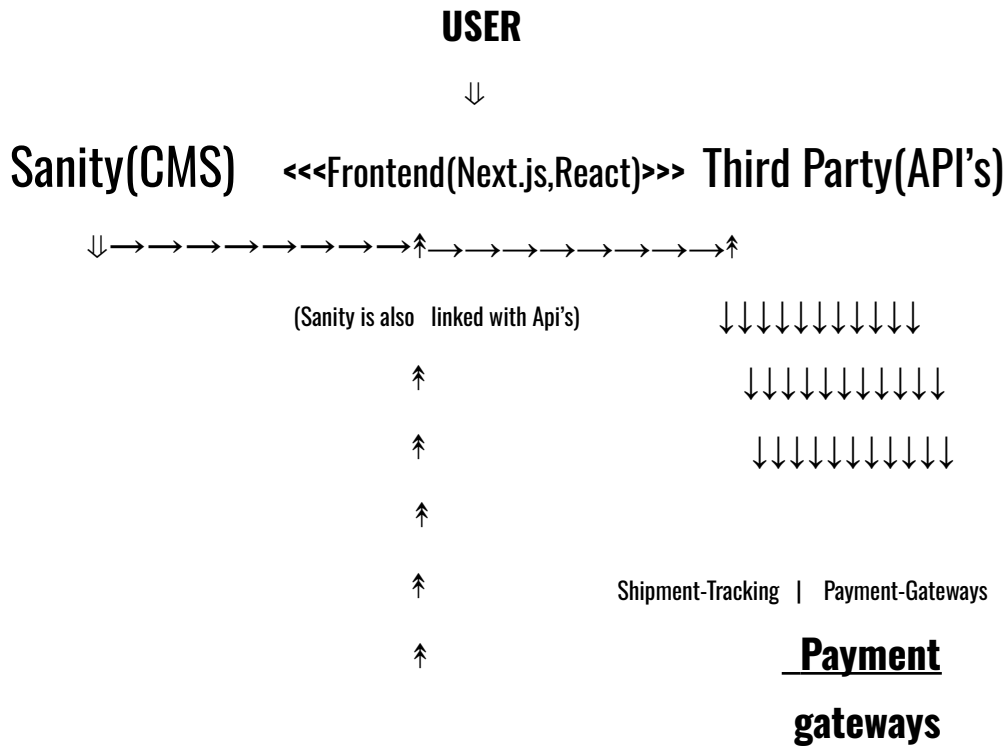 USER
⇓
Sanity(CMS) <<<Frontend(Next.js,React)>>> Third Party(API’s)
⇓→→→→→→→→↟→→→→→→→→↟
(Sanity is also linked with Api’s) ↓↓↓↓↓↓↓↓↓↓↓
↟ ↓↓↓↓↓↓↓↓↓↓↓
↟ ↓↓↓↓↓↓↓↓↓↓↓
↟
↟ Shipment-Tracking | Payment-Gateways
↟ Payment
gateways